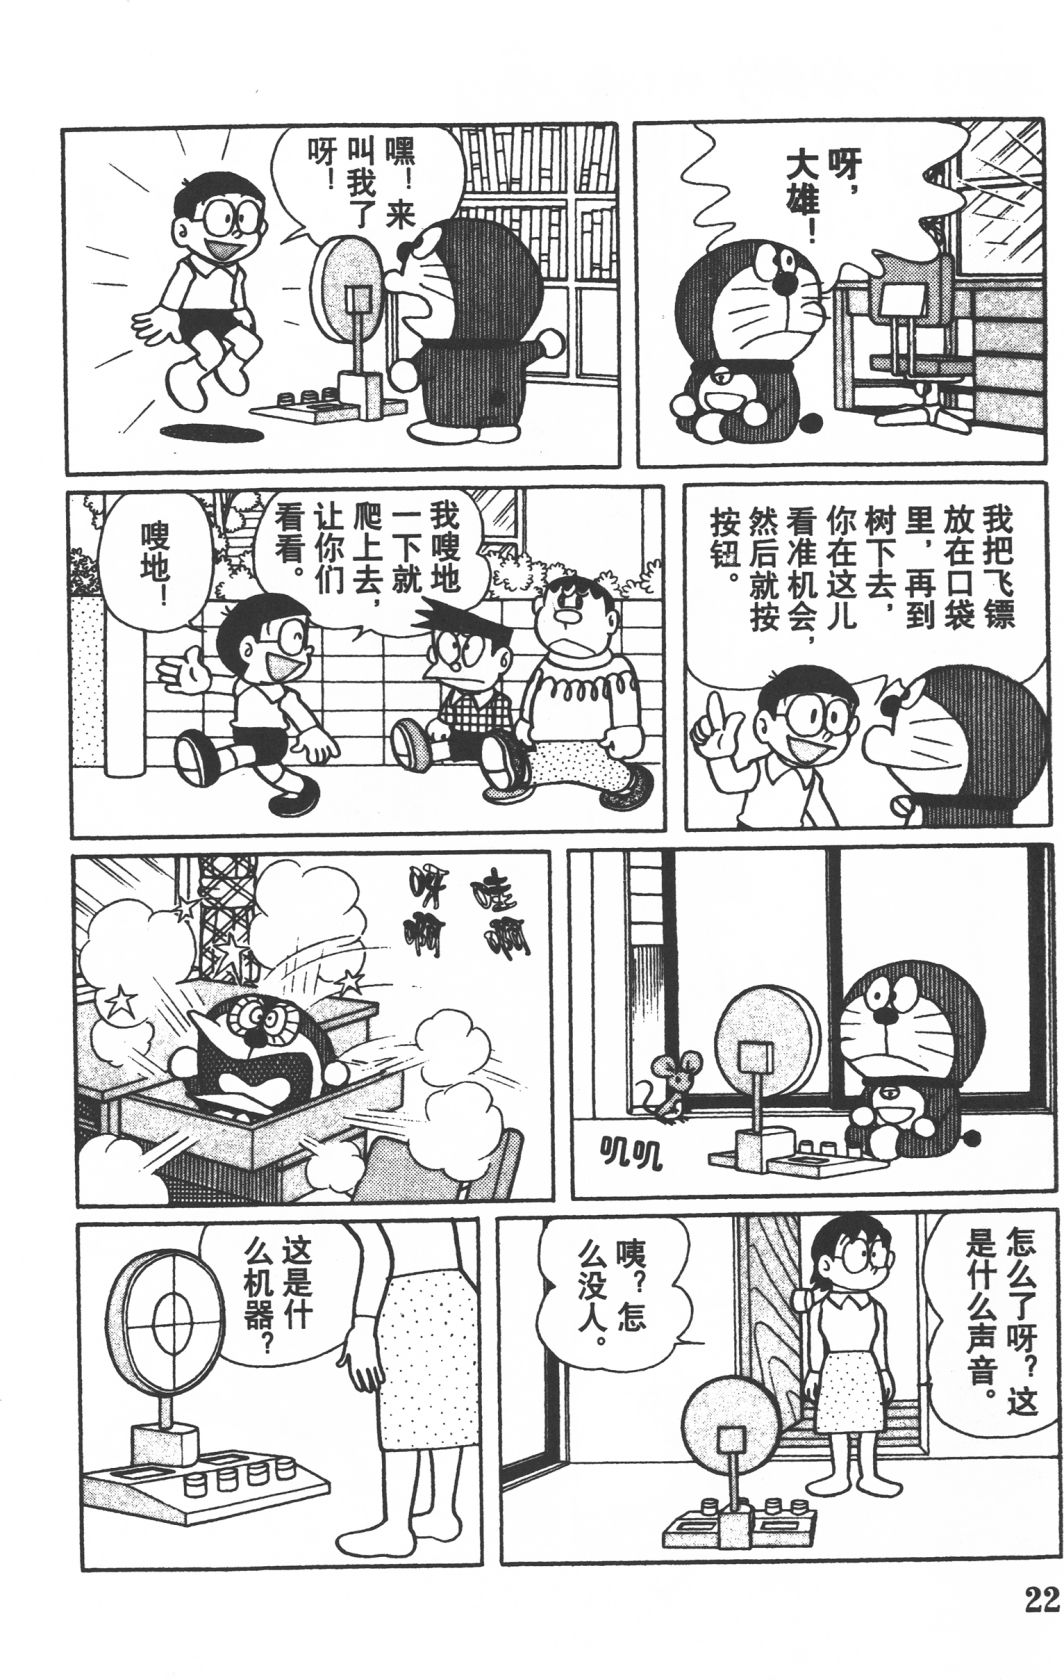 呀，
大雄！
嘿！来
叫我了
呀！
我把飞镖
放在口袋
里，再到
树下去，
你在这儿
看准机会，
然后就按
按钮。
我嗖地
一下就
爬上去，
让你们
看看。
嗖地！
叽叽
哇啊
呀啊
怎么了呀？这
是什么声音。
咦？怎
么没人。
这是什
么机器？
22